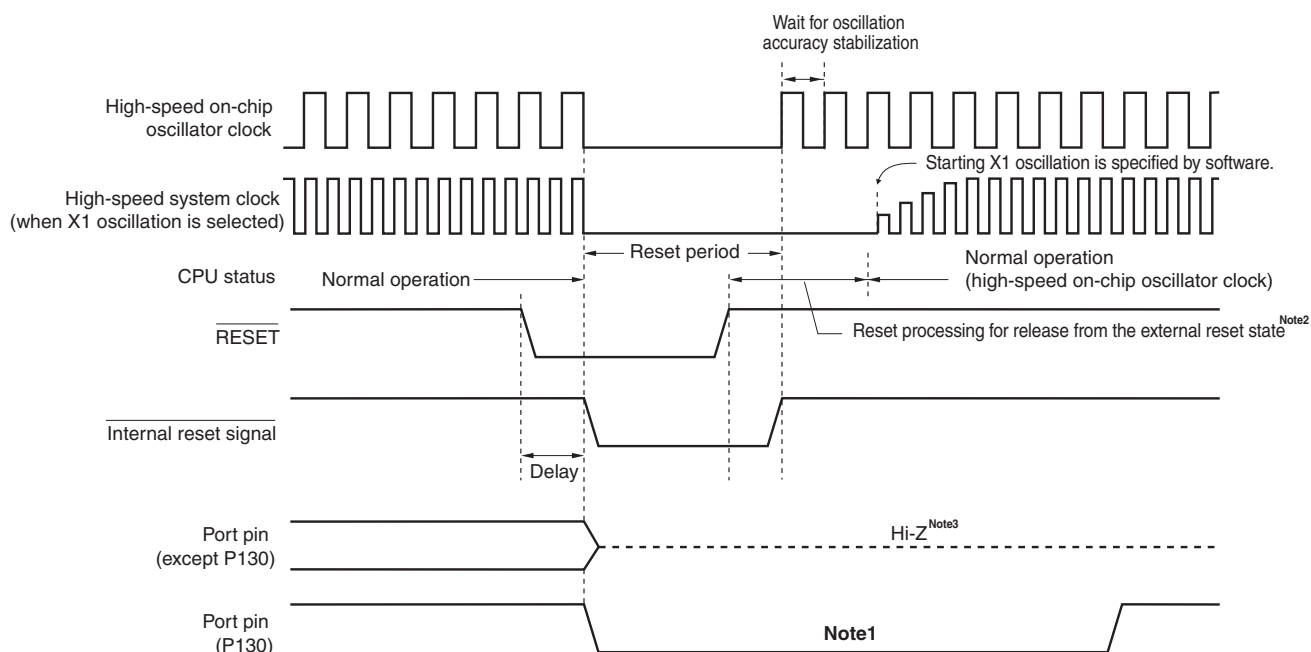 Wait for oscillation
accuracy stabilization
High-speed on-chip
oscillator clock
Starting X1 oscillation is specified by software.
High-speed system clock
(when X1 oscillation is selected)
Reset period
CPU status
Normal operation
Normal operation
(high-speed on-chip oscillator clock)
RESET
Reset processing for release from the external reset state Note2
Internal reset signal
Delay
Port pin
(except P130)
Hi-Z Note3
Port pin
(P130)
Note1